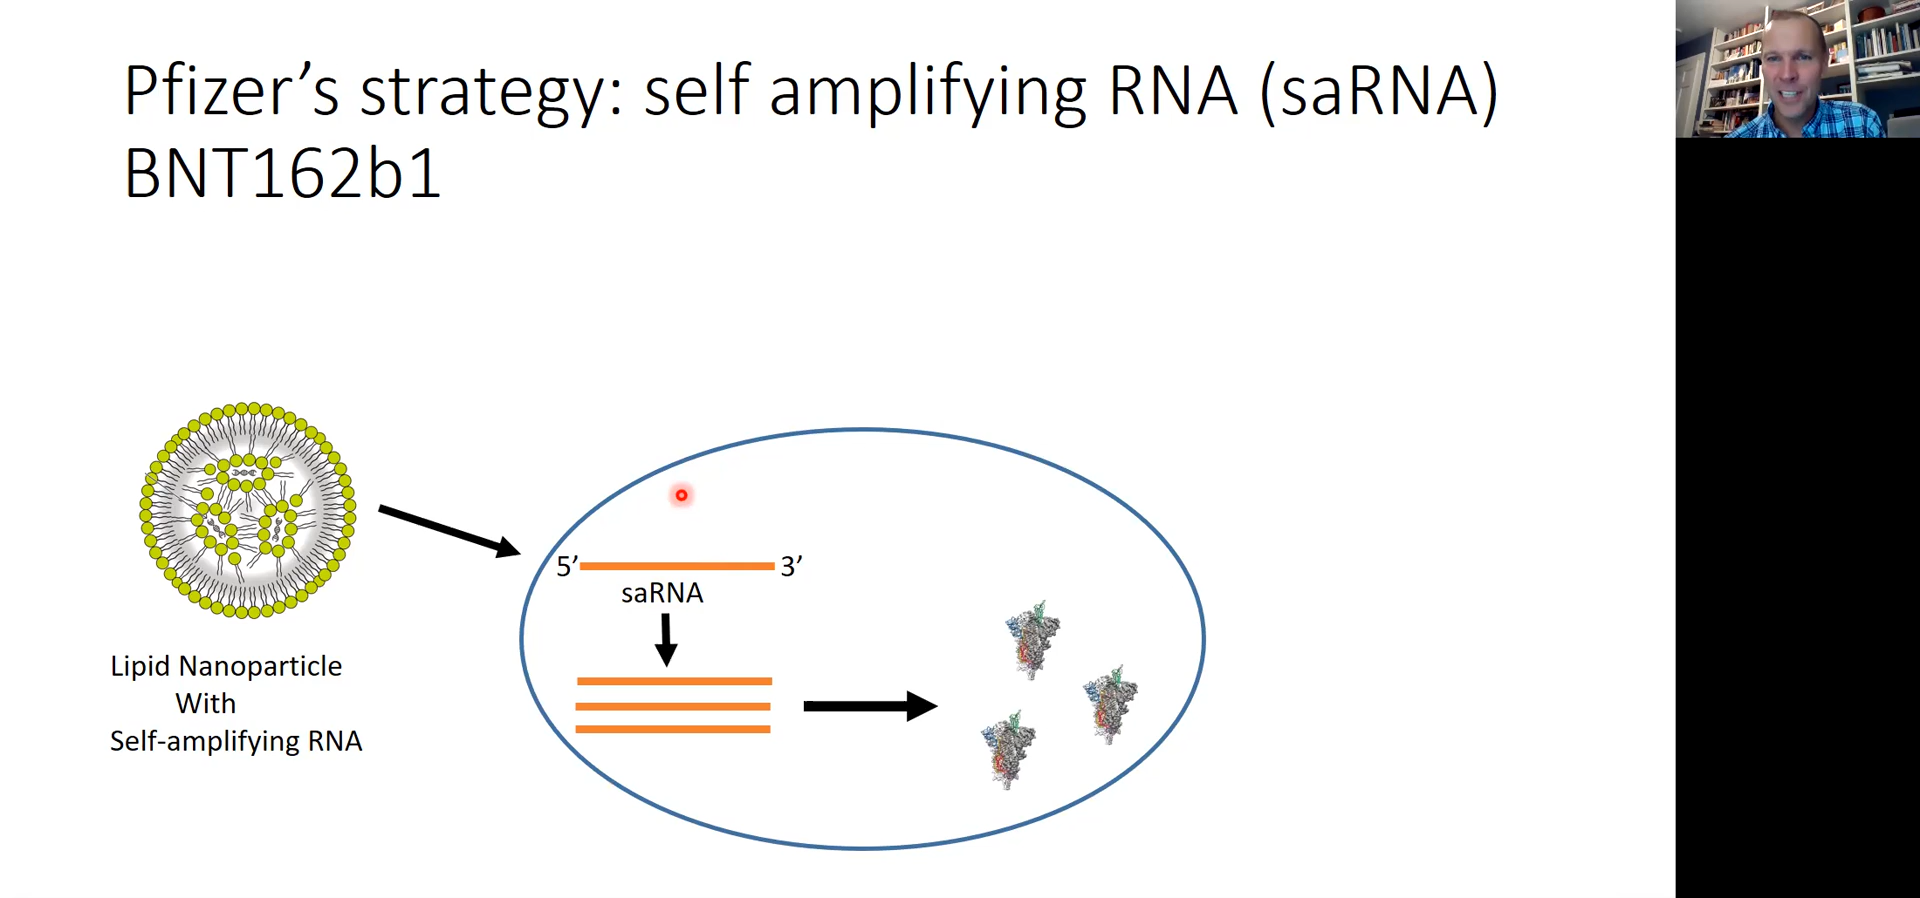 Pfizer’s strategy: self amplifying RNA (saRNA)
BNT162b1
5’
3’
saRNA
Lipid Nanoparticle
With
Self-amplifying RNA